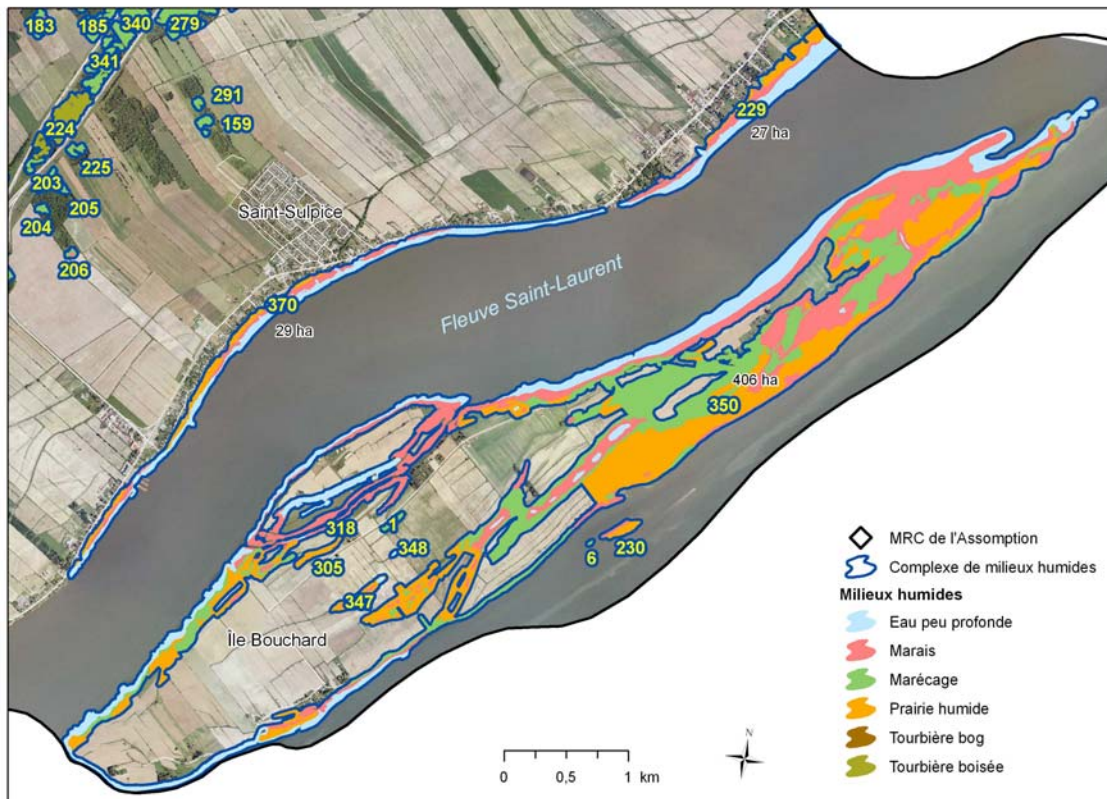 183
185
340
279
341
291
159
224
225
203
205
204
206
Saint-Sulpice
229
27 ha
370
29 ha
Fleuve Saint-Laurent
406 ha
350
318
1
348
305
347
6
230
Île Bouchard
MRC de l'Assomption
Complexe de milieux humides
Milieux humides
Eau peu profonde
Marais
Marécage
Prairie humide
Tourbière bog
Tourbière boisée
N
0 0,5 1 km